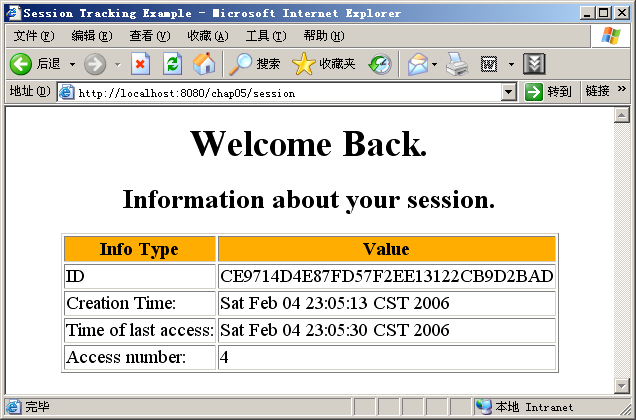 Session Tracking Example - Microsoft Internet Explorer
文件(F) 编辑(E) 查看(V) 收藏(A) 工具(T) 帮助(H)
后退 搜索 收藏夹
地址(D) http://localhost:8080/chap05/session 转到 链接 »
Welcome Back.
Information about your session.
Info Type Value
ID CE9714D4E87FD57F2EE13122CB9D2BAD
Creation Time: Sat Feb 04 23:05:13 CST 2006
Time of last access: Sat Feb 04 23:05:30 CST 2006
Access number: 4
完毕 本地 Intranet